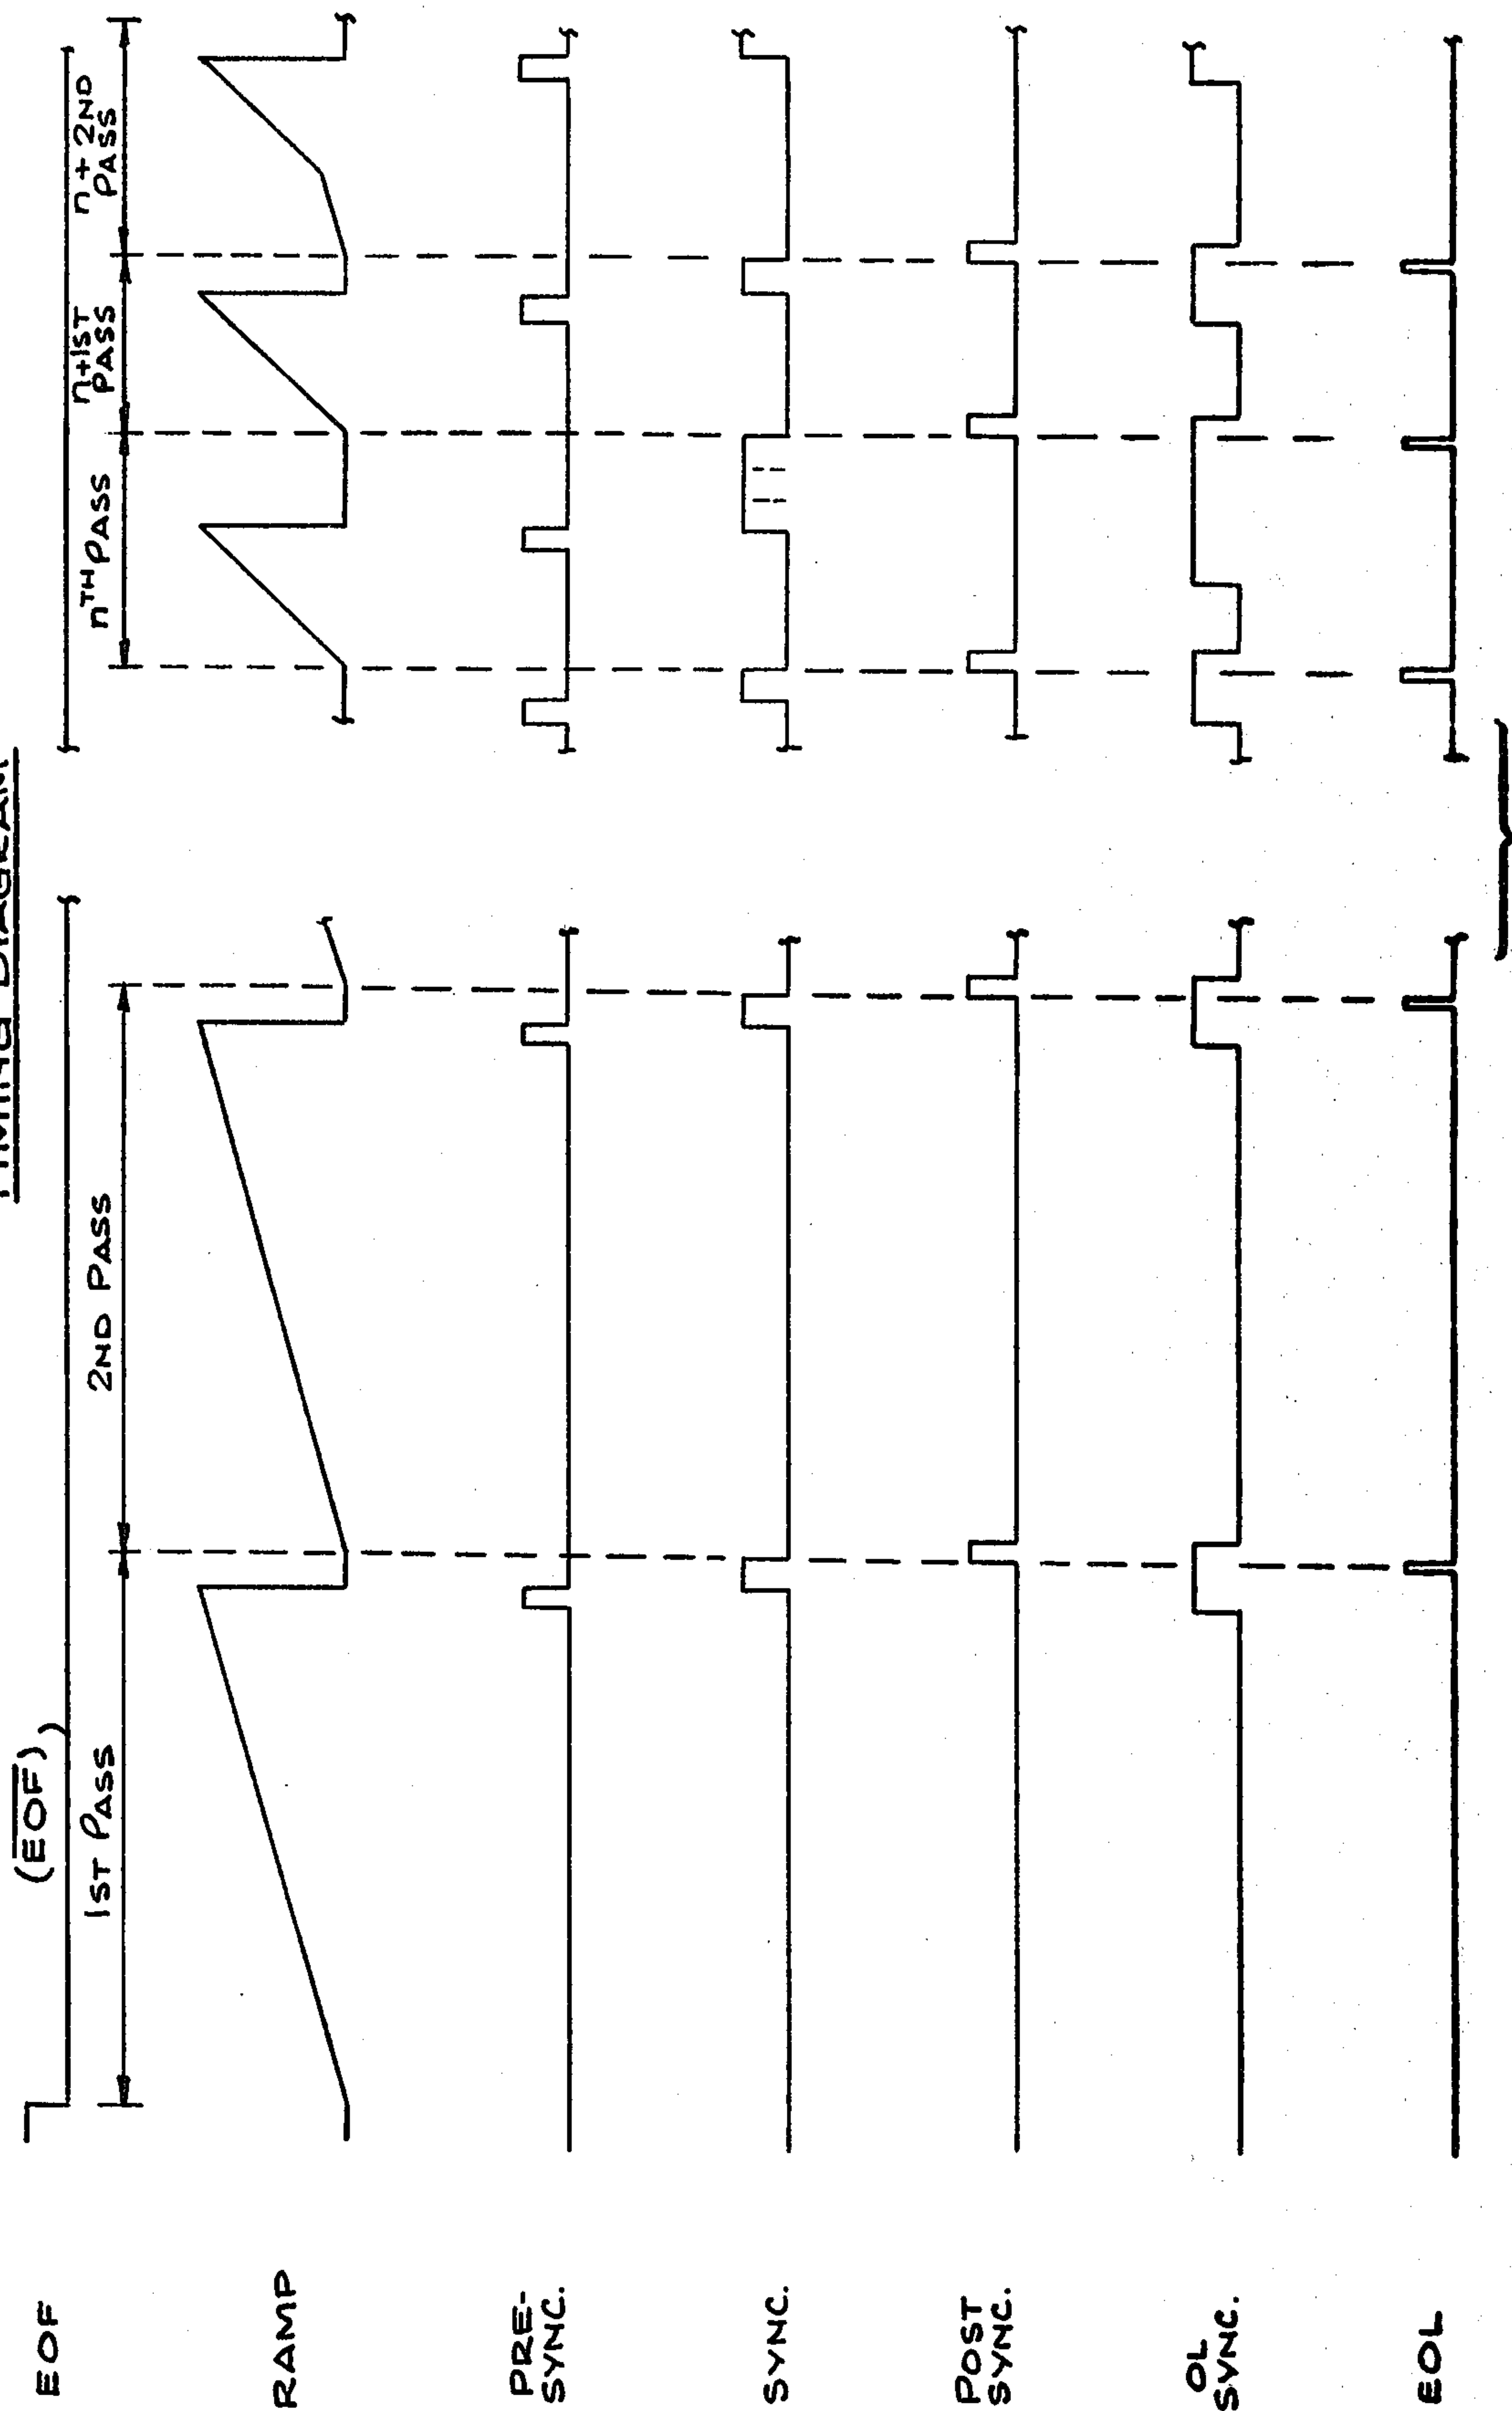 TIMING DIAGRAM
EOF
(EOF)
1ST PASS
2ND PASS
nTH PASS
n+1ST
PASS
n+2ND
PASS
RAMP
PRE-
SYNC.
SYNC.
POST
SYNC.
OL
SYNC.
EOL